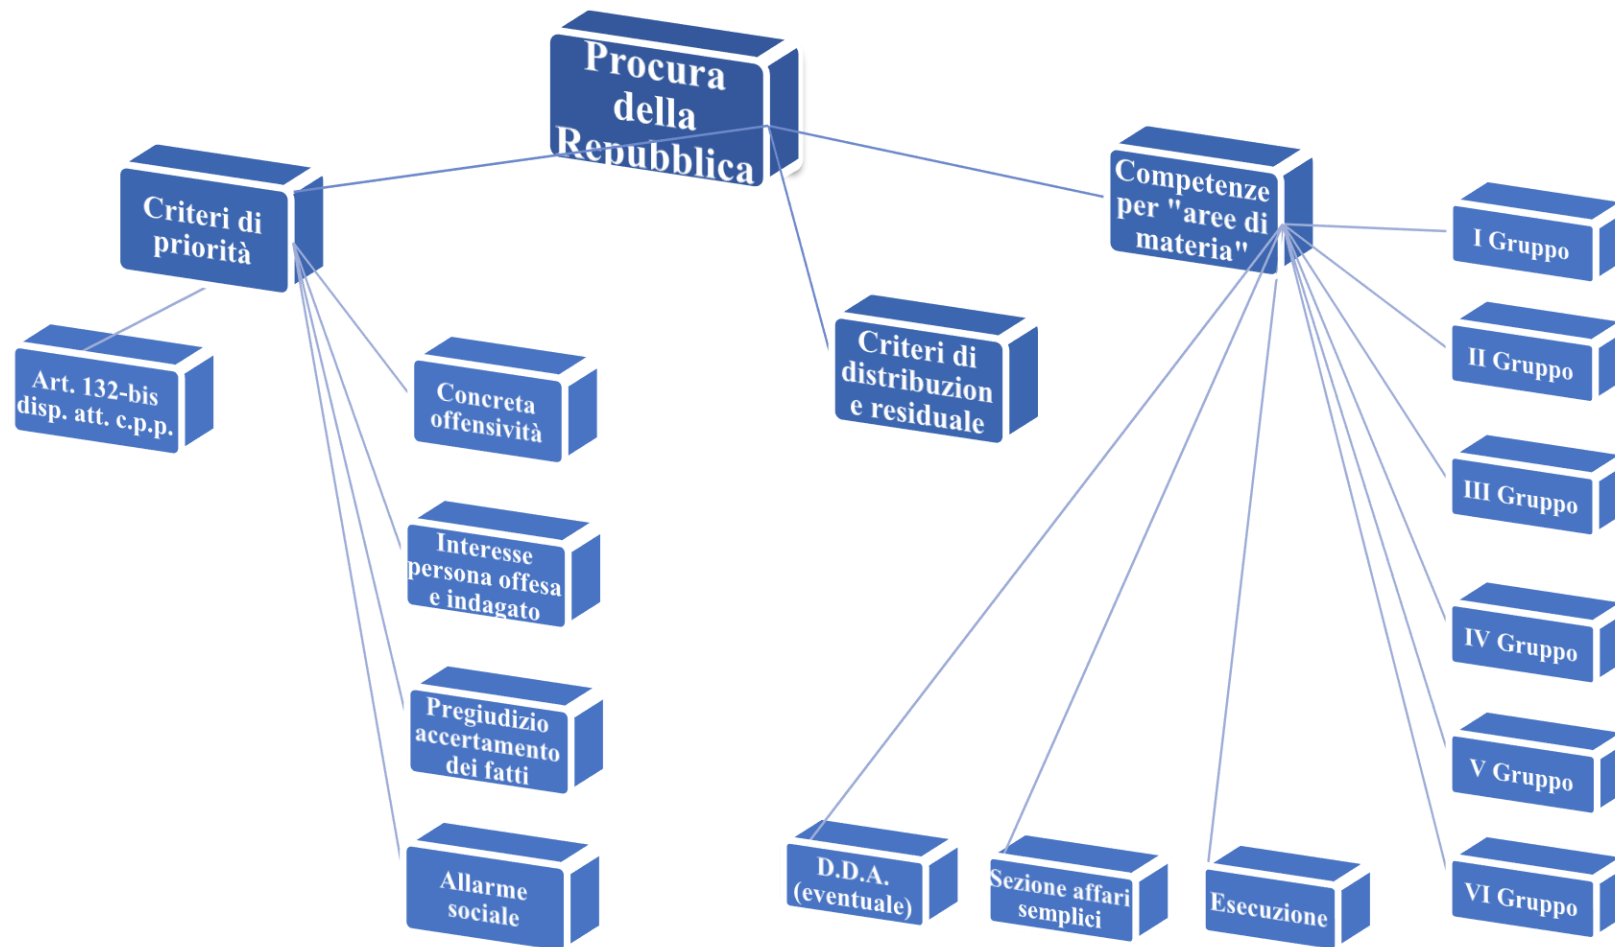 Procura
della
Repubblica
Criteri di
priorità
Competenze
per "aree di
materia"
Criteri di
distribuzion
e residuale
Art. 132-bis
disp. att. c.p.p.
Concreta
offensività
Interesse
persona offesa
e indagato
Pregiudizio
accertamento
dei fatti
Allarme
sociale
D.D.A.
(eventuale)
Sezione affari
semplici
Esecuzione
I Gruppo
II Gruppo
III Gruppo
IV Gruppo
V Gruppo
VI Gruppo